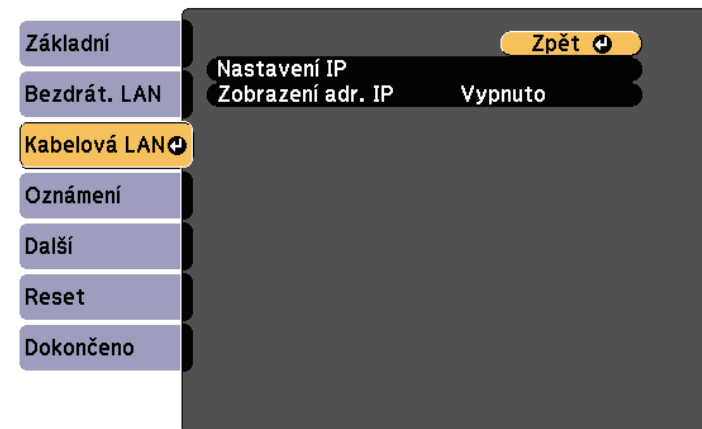 Základní
Bezdrát. LAN
Kabelová LAN
Oznámení
Další
Reset
Dokončeno
Zpět
Nastavení IP
Zobrazení adr. IP Vypnuto